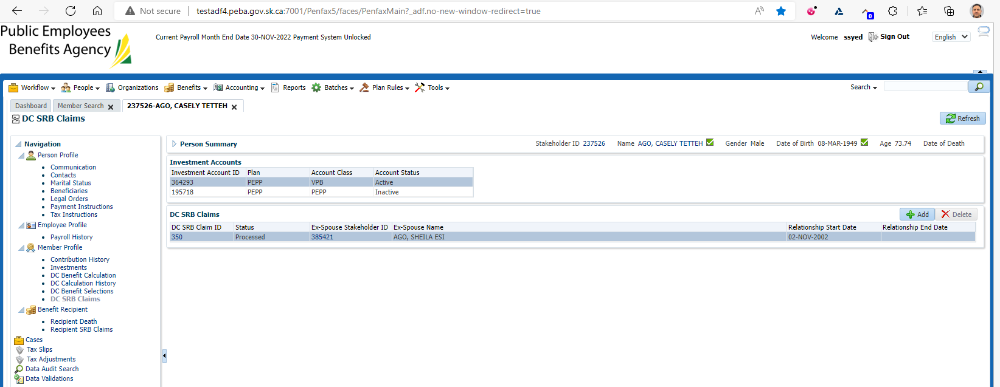 Not secure | testadf4.peba.gov.sk.ca:7001/Penfax5/faces/PenfaxMain?_adf.no-new-window-redirect=true
0
Public Employees
Benefits Agency
Current Payroll Month End Date 30-NOV-2022 Payment System Unlocked
Welcome ssyed Sign Out English
Workflow People Organizations Benefits Accounting Reports Batches Plan Rules Tools Search
Dashboard Member Search 237526-AGO, CASELY TETTEH
DC SRB Claims
Refresh
Navigation
Person Profile
Communication
Contacts
Marital Status
Beneficiaries
Legal Orders
Payment Instructions
Tax Instructions
Employee Profile
Payroll History
Member Profile
Contribution History
Investments
DC Benefit Calculation
DC Calculation History
DC Benefit Selections
DC SRB Claims
Benefit Recipient
Recipient Death
Recipient SRB Claims
Cases
Tax Slips
Tax Adjustments
Data Audit Search
Data Validations
Person Summary Stakeholder ID 237526 Name AGO, CASELY TETTEH Gender Male Date of Birth 08-MAR-1949 Age 73.74 Date of Death
Investment Accounts
Investment Account ID Plan Account Class Account Status
364293 PEPP VPB Active
195718 PEPP PEPP Inactive
DC SRB Claims Add Delete
DC SRB Claim ID Status Ex-Spouse Stakeholder ID Ex-Spouse Name Relationship Start Date Relationship End Date
350 Processed 385421 AGO, SHEILA ESI 02-NOV-2002